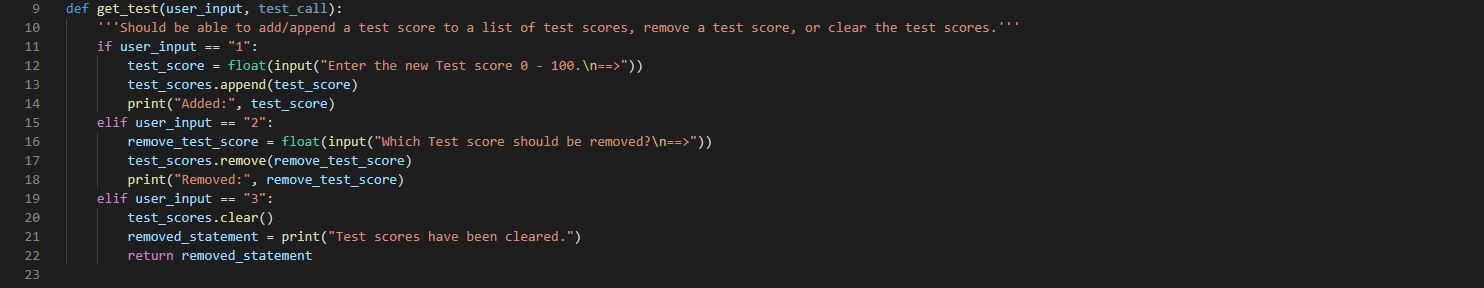 9 def get_test(user_input, test_call):
10 '''Should be able to add/append a test score to a list of test scores, remove a test score, or clear the test scores.'''
11 if user_input == "1":
12 test_score = float(input("Enter the new Test score 0 - 100.\n==>"))
13 test_scores.append(test_score)
14 print("Added:", test_score)
15 elif user_input == "2":
16 remove_test_score = float(input("Which Test score should be removed?\n==>"))
17 test_scores.remove(remove_test_score)
18 print("Removed:", remove_test_score)
19 elif user_input == "3":
20 test_scores.clear()
21 removed_statement = print("Test scores have been cleared.")
22 return removed_statement
23